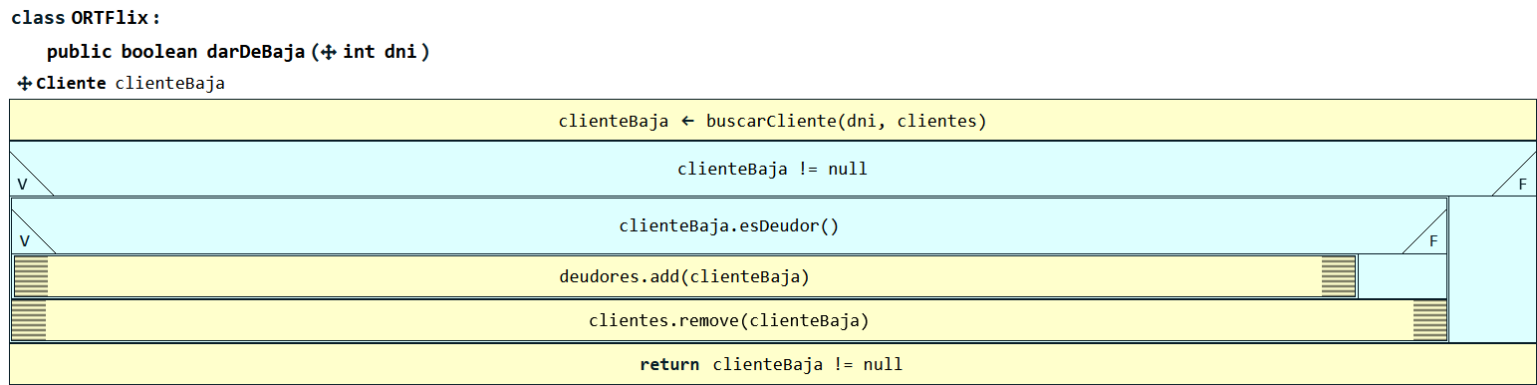 class ORTFlix:
public boolean darDeBaja (✢ int dni )
✢ Cliente clienteBaja
clienteBaja ← buscarCliente(dni, clientes)
clienteBaja != null
V
F
clienteBaja.esDeudor()
V
F
deudores.add(clienteBaja)
clientes.remove(clienteBaja)
return clienteBaja != null